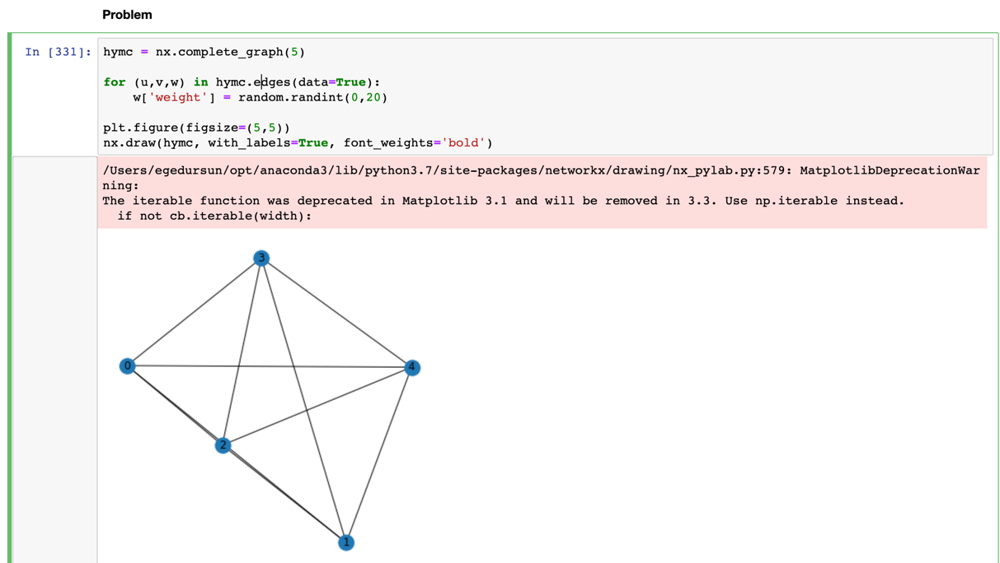 Problem
In [331]:
hymc = nx.complete_graph(5)
for (u,v,w) in hymc.edges(data=True):
    w['weight'] = random.randint(0,20)
plt.figure(figsize=(5,5))
nx.draw(hymc, with_labels=True, font_weights='bold')
/Users/egedursun/opt/anaconda3/lib/python3.7/site-packages/networkx/drawing/nx_pylab.py:579: MatplotlibDeprecationWar
ning:
The iterable function was deprecated in Matplotlib 3.1 and will be removed in 3.3. Use np.iterable instead.
  if not cb.iterable(width):
3
0
4
2
1